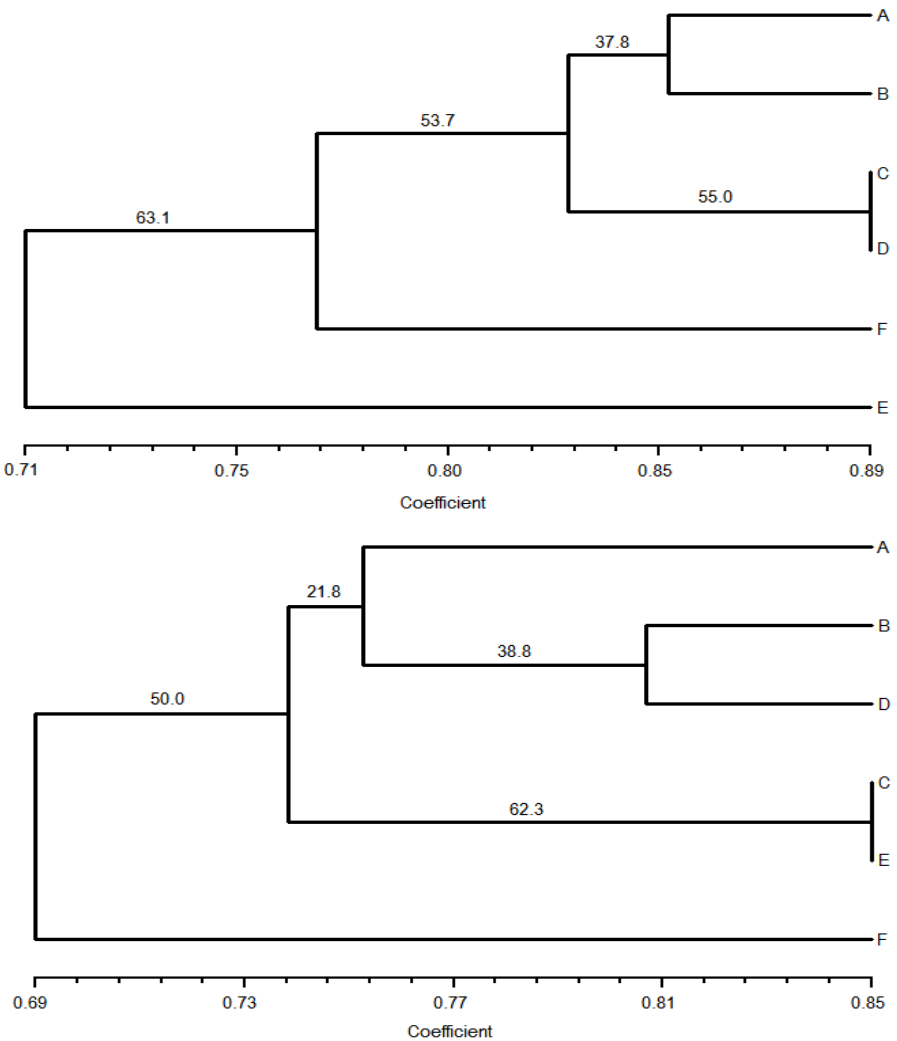 A
37.8
B
53.7
C
55.0
63.1
D
F
E
0.71 0.75 0.80 0.85 0.89
Coefficient
A
21.8
B
38.8
50.0
D
C
62.3
E
F
0.69 0.73 0.77 0.81 0.85
Coefficient